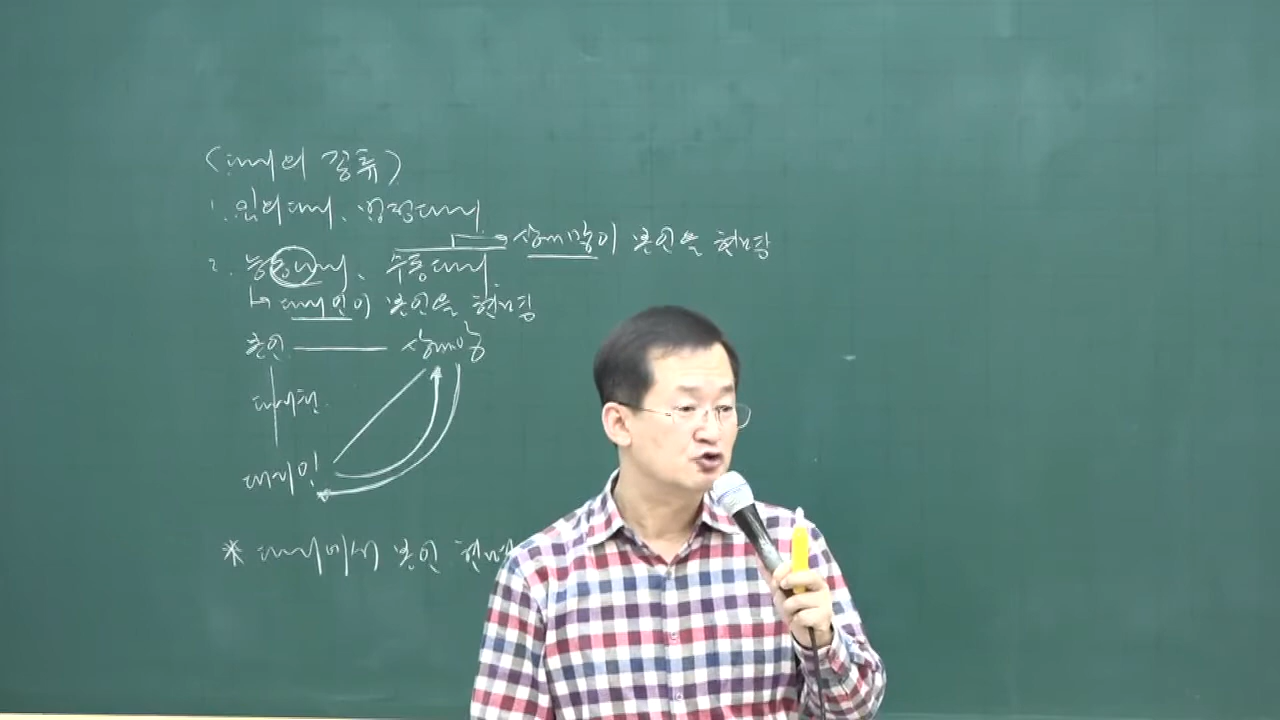 〈대리의 종류〉
1. 임의대리、법정대리
2. 능동대리、수동대리 → 상대방이 본인을 현명
↳ 대리인이 본인을 현명
본인 — 상대방
대리권
대리인
* 대리에서 본인 현명